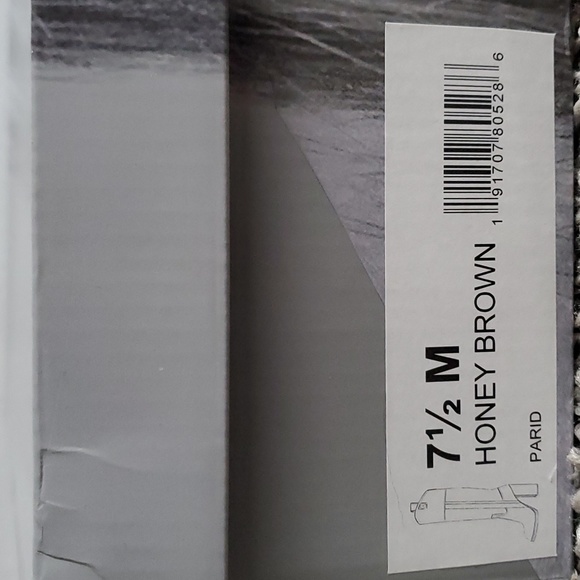 7½ M
HONEY BROWN
PARID
1 91707 80528 6